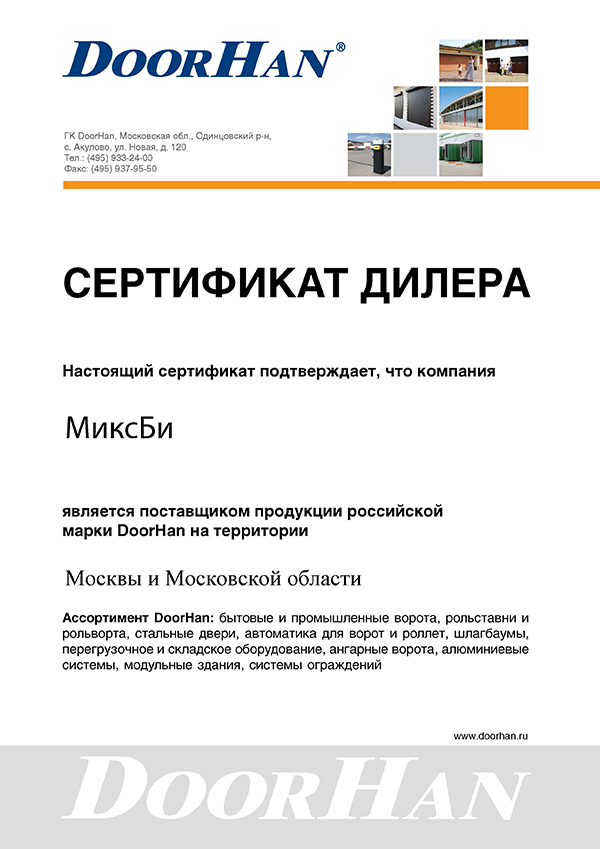 DOORHAN®
ГК DoorHan, Московская обл., Одинцовский р-н,
с. Акулово, ул. Новая, д. 120
Тел.: (495) 933-24-00
Факс: (495) 937-95-50
СЕРТИФИКАТ ДИЛЕРА
Настоящий сертификат подтверждает, что компания
МиксБи
является поставщиком продукции российской
марки DoorHan на территории
Москвы и Московской области
Ассортимент DoorHan: бытовые и промышленные ворота, рольставни и
рольворта, стальные двери, автоматика для ворот и роллет, шлагбаумы,
перегрузочное и складское оборудование, ангарные ворота, алюминиевые
системы, модульные здания, системы ограждений
www.doorhan.ru
DOORHAN